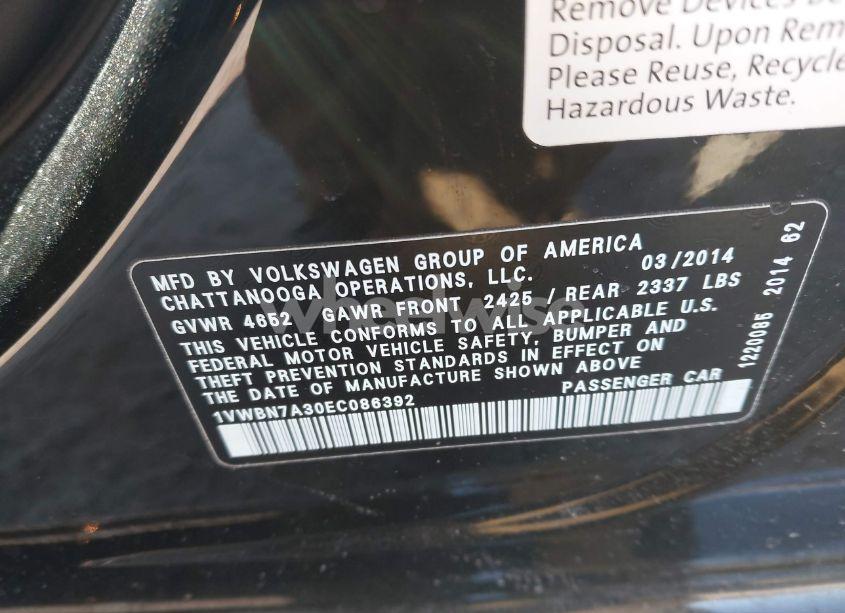 Remove Devices
Disposal. Upon
Please Reuse, Recycle
Hazardous Waste.
MFD BY VOLKSWAGEN GROUP OF AMERICA
CHATTANOOGA OPERATIONS, LLC. 03/2014
GVWR 4652 GAWR FRONT 2425 / REAR 2337 LBS
THIS VEHICLE CONFORMS TO ALL APPLICABLE U.S.
FEDERAL MOTOR VEHICLE SAFETY, BUMPER AND
THEFT PREVENTION STANDARDS IN EFFECT ON
THE DATE OF MANUFACTURE SHOWN ABOVE
1VWBN7A30EC086392 PASSENGER CAR
1220086 2014 62
wheelwise